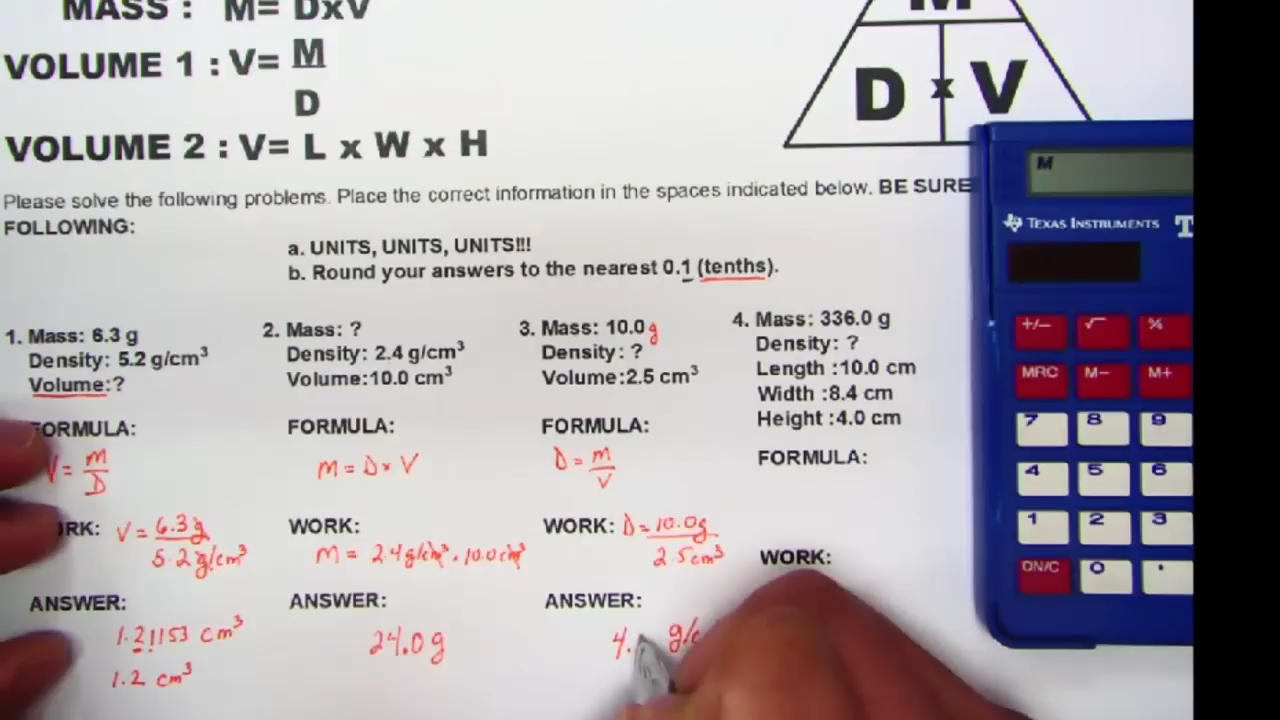 MASS : M= DxV
M
VOLUME 1 : V= M
D
D x V
VOLUME 2 : V= L x W x H
Please solve the following problems. Place the correct information in the spaces indicated below. BE SURE
FOLLOWING:
a. UNITS, UNITS, UNITS!!!
b. Round your answers to the nearest 0.1 (tenths).
1. Mass: 6.3 g
Density: 5.2 g/cm³
Volume:?
FORMULA:
V = m
D
WORK: V = 6.3g
5.2 g/cm³
ANSWER:
1.21153 cm³
1.2 cm³
2. Mass: ?
Density: 2.4 g/cm³
Volume:10.0 cm³
FORMULA:
m = D × V
WORK:
m = 2.4g/cm³ · 10.0cm³
ANSWER:
24.0 g
3. Mass: 10.0 g
Density: ?
Volume:2.5 cm³
FORMULA:
D = m
V
WORK: D = 10.0g
2.5cm³
ANSWER:
4. g/c
4. Mass: 336.0 g
Density: ?
Length :10.0 cm
Width :8.4 cm
Height :4.0 cm
FORMULA:
WORK:
M
TEXAS INSTRUMENTS T
+/− √ %
MRC M− M+
7 8 9
4 5 6
1 2 3
ON/C 0 .